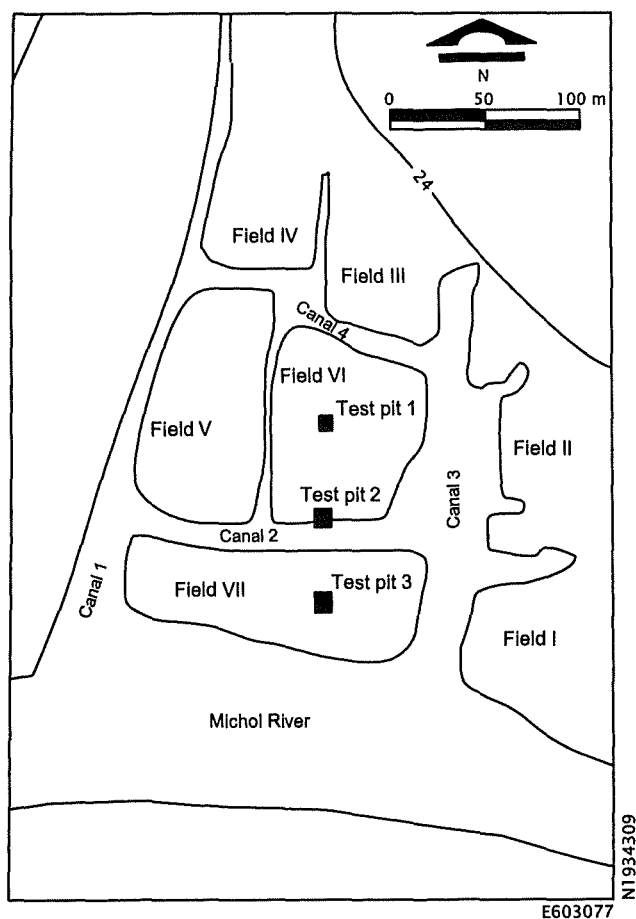 N
0 50 100 m
24
Field IV
Field III
Canal 4
Field VI
Test pit 1
Field V
Field II
Test pit 2
Canal 3
Canal 2
Canal 1
Field VII
Test pit 3
Field I
Michol River
N1934309
E603077